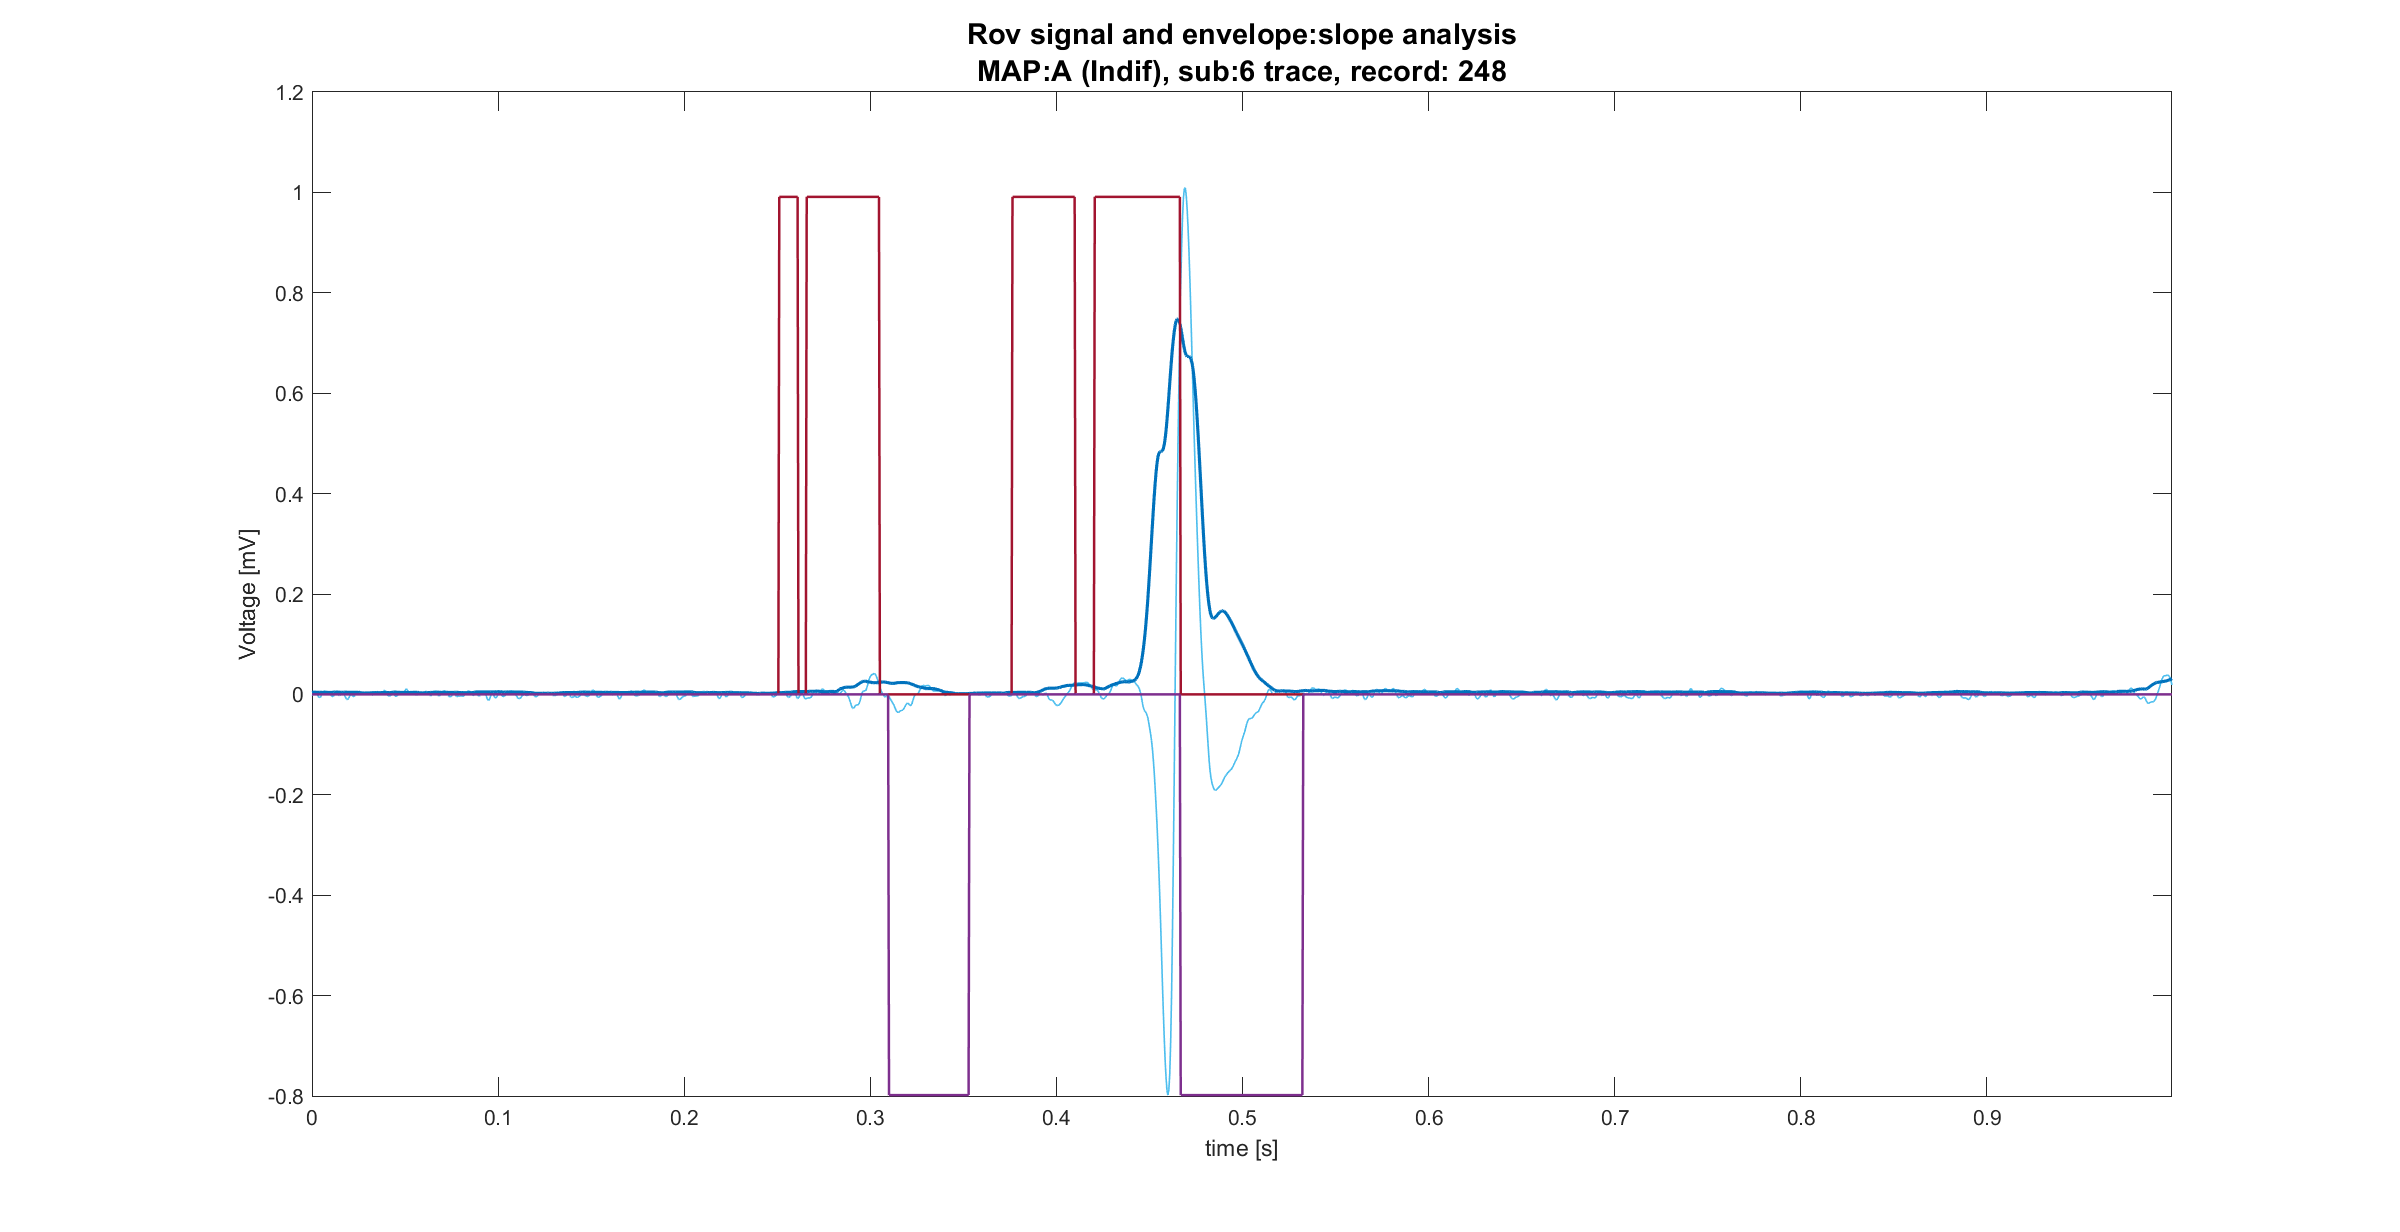 Rov signal and envelope:slope analysis
MAP:A (Indif), sub:6 trace, record: 248
1.2
1
0.8
0.6
0.4
0.2
0
-0.2
-0.4
-0.6
-0.8
Voltage [mV]
0 0.1 0.2 0.3 0.4 0.5 0.6 0.7 0.8 0.9
time [s]